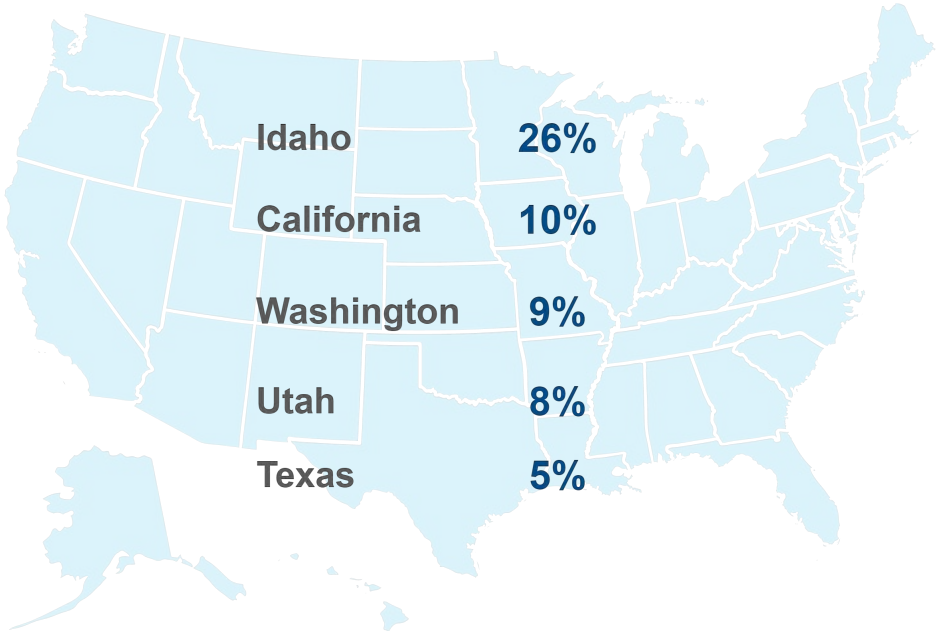 Idaho 26%
California 10%
Washington 9%
Utah 8%
Texas 5%